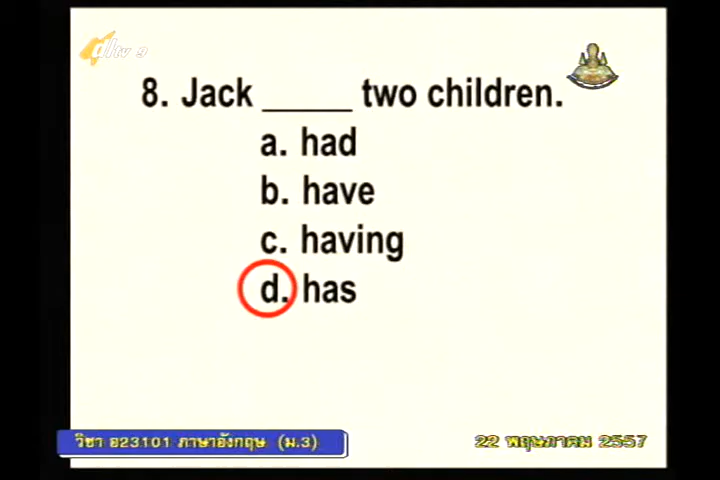 dltv 9
8. Jack _____ two children.
a. had
b. have
c. having
d. has
วิชา อ23101 ภาษาอังกฤษ (ม.3)
22 พฤษภาคม 2557